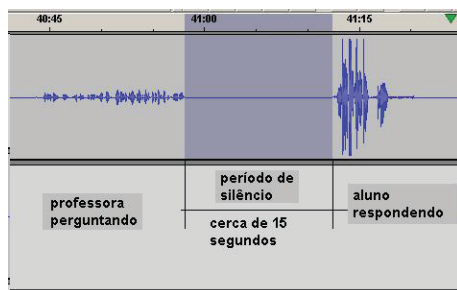 40:45 41:00 41:15
professora
perguntando
período de
silêncio
cerca de 15
segundos
aluno
respondendo